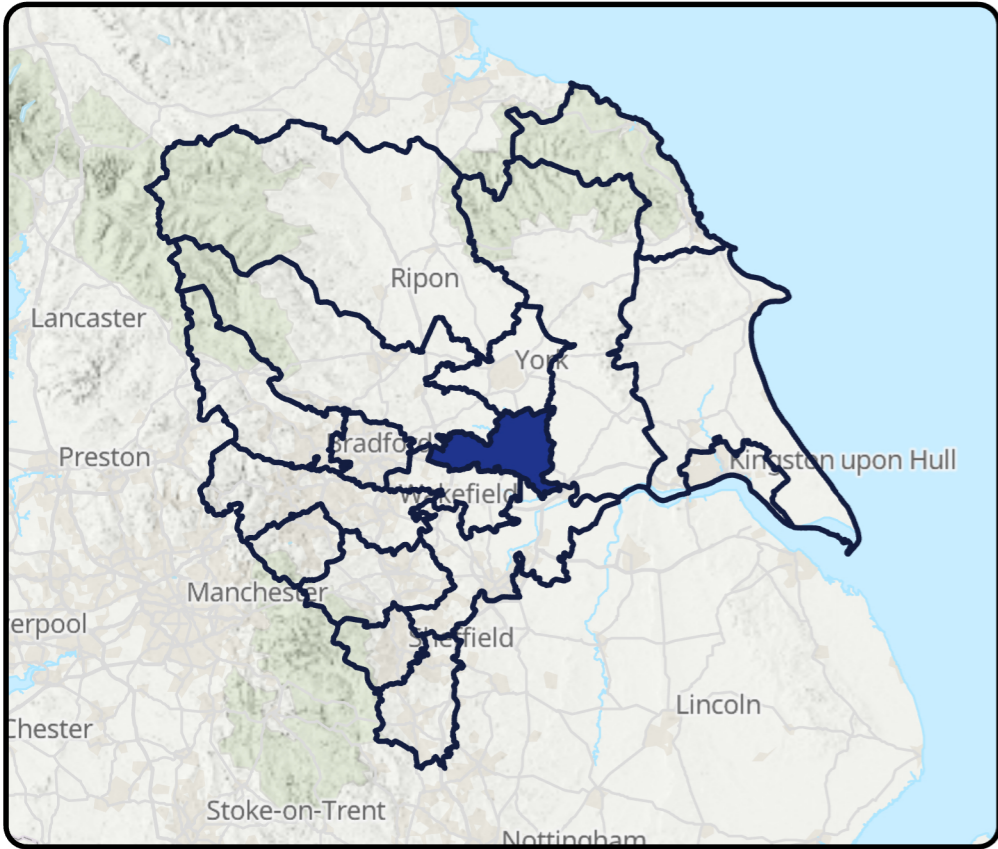 Ripon
Lancaster
York
Bradford
Preston
Kingston upon Hull
Wakefield
Manchester
erpool
Sheffield
Lincoln
Chester
Stoke-on-Trent
Nottingham